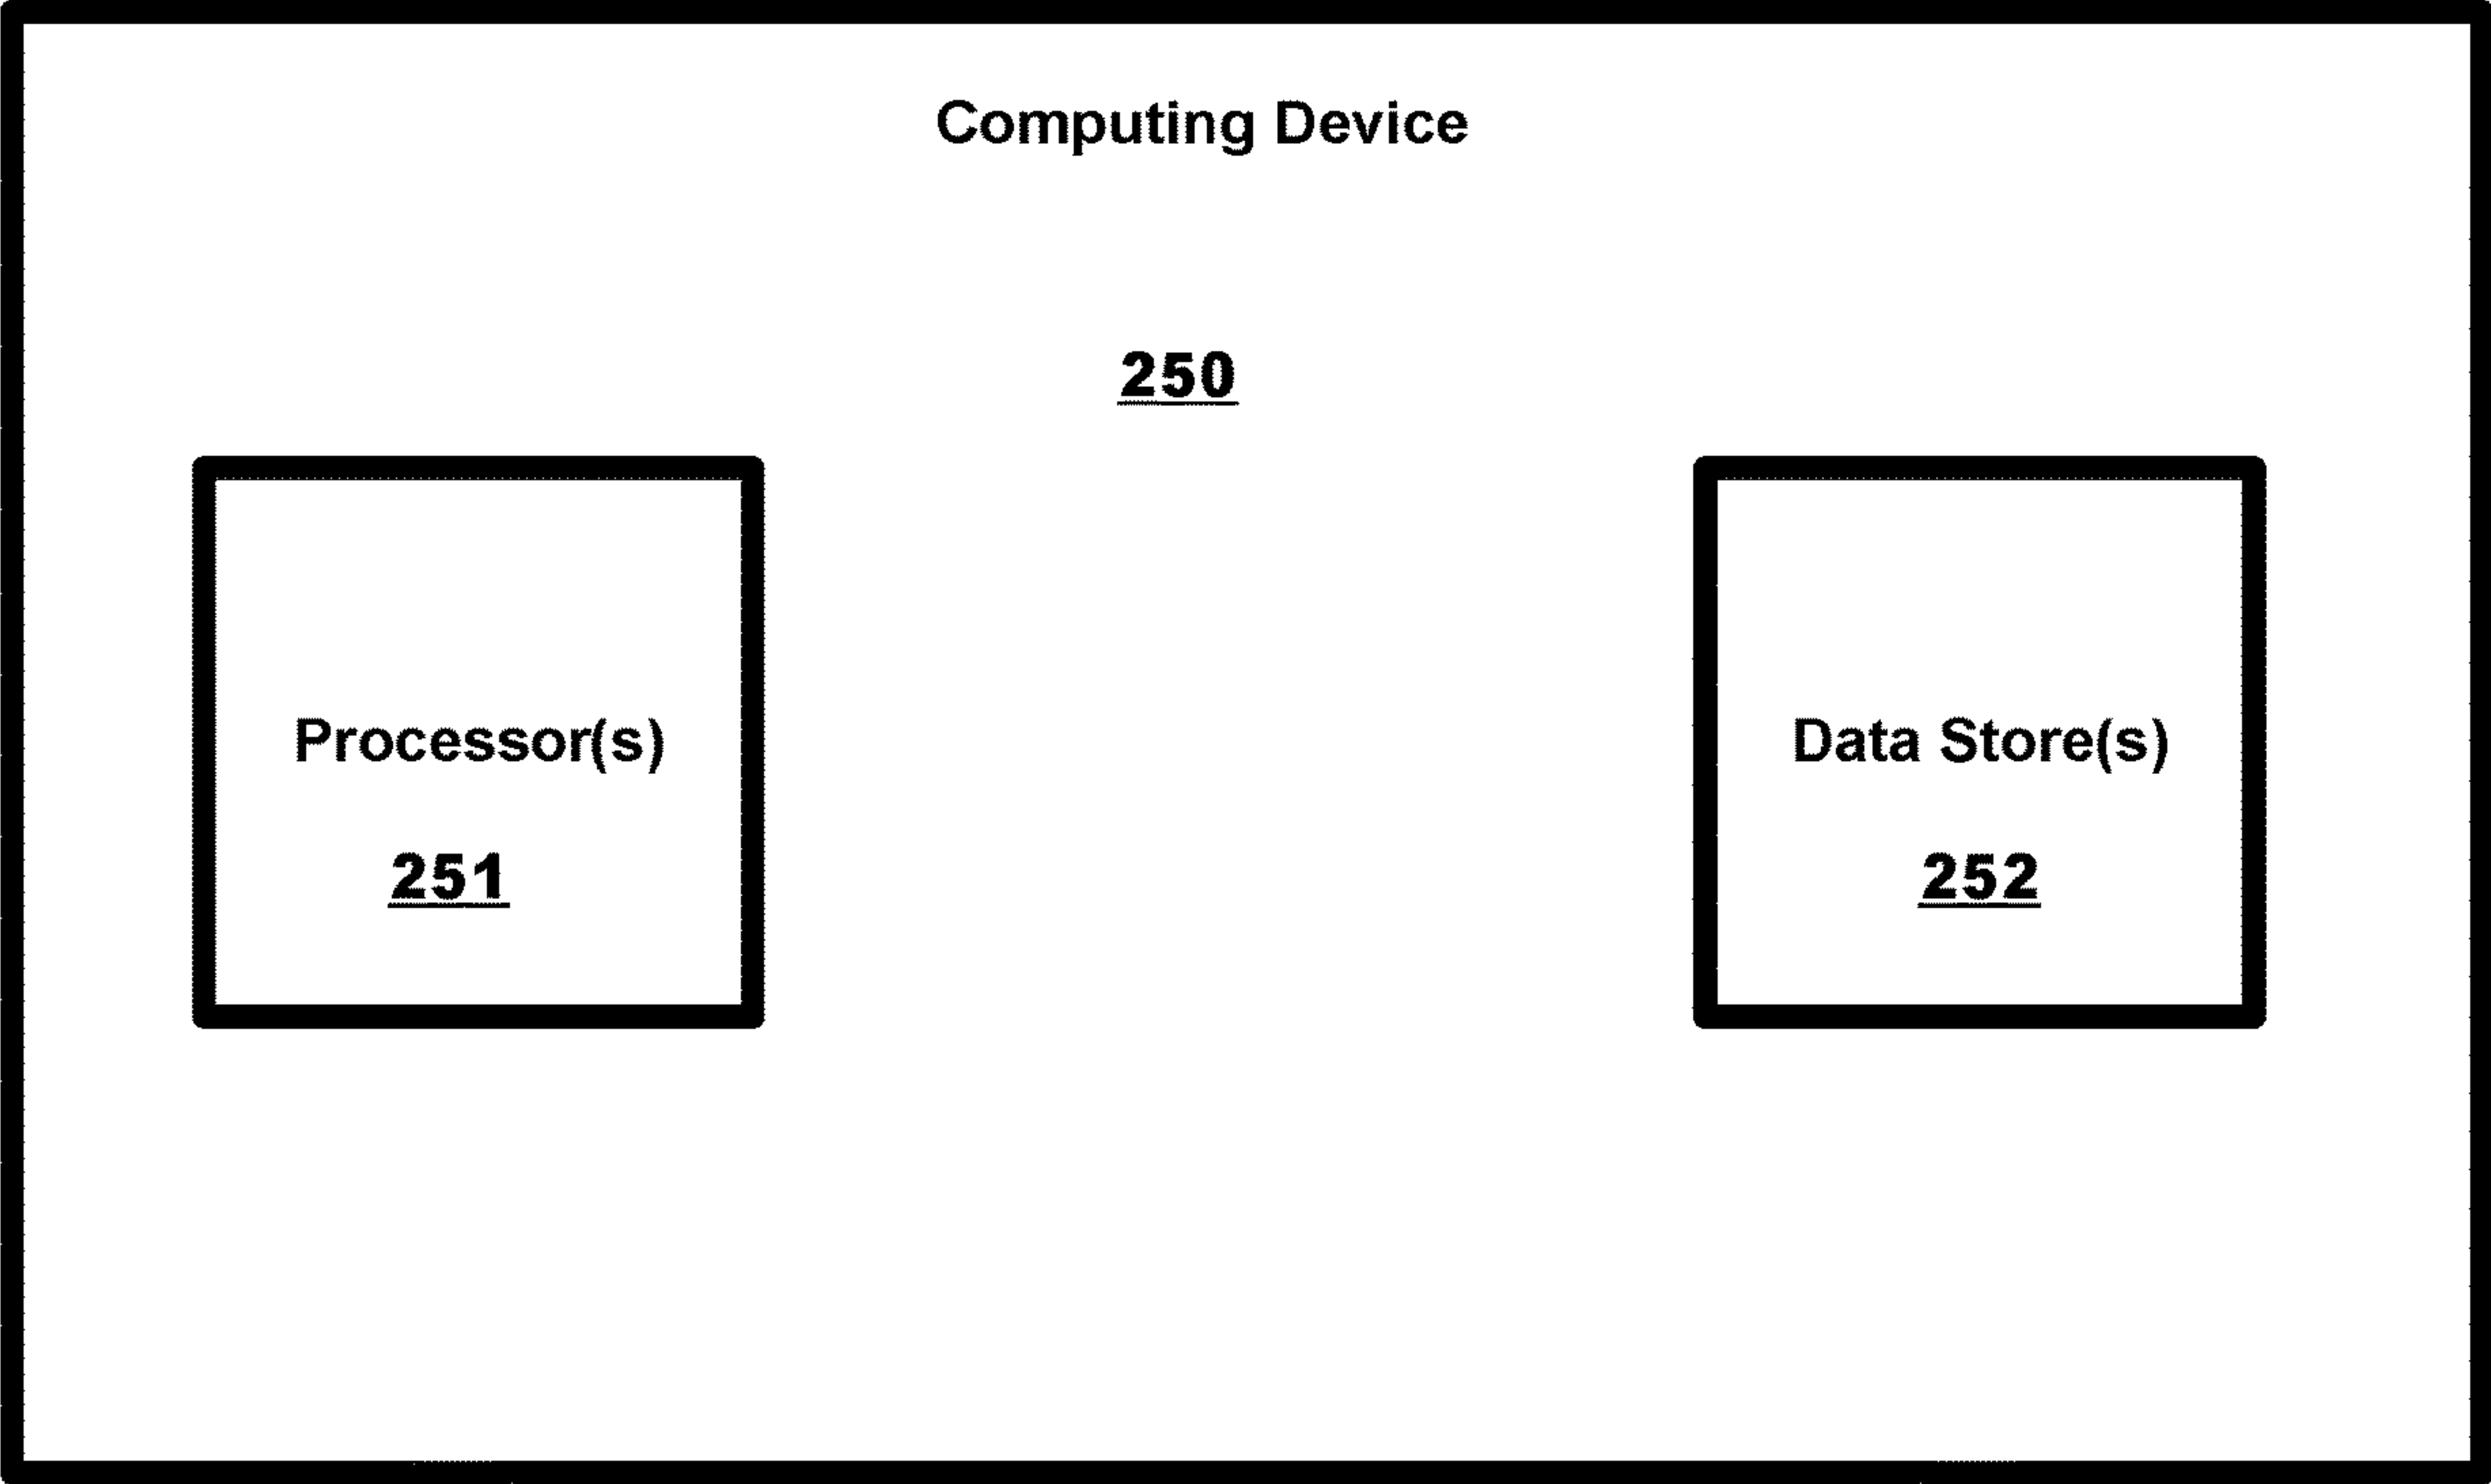 Computing Device
250
Processor(s)
251
Data Store(s)
252